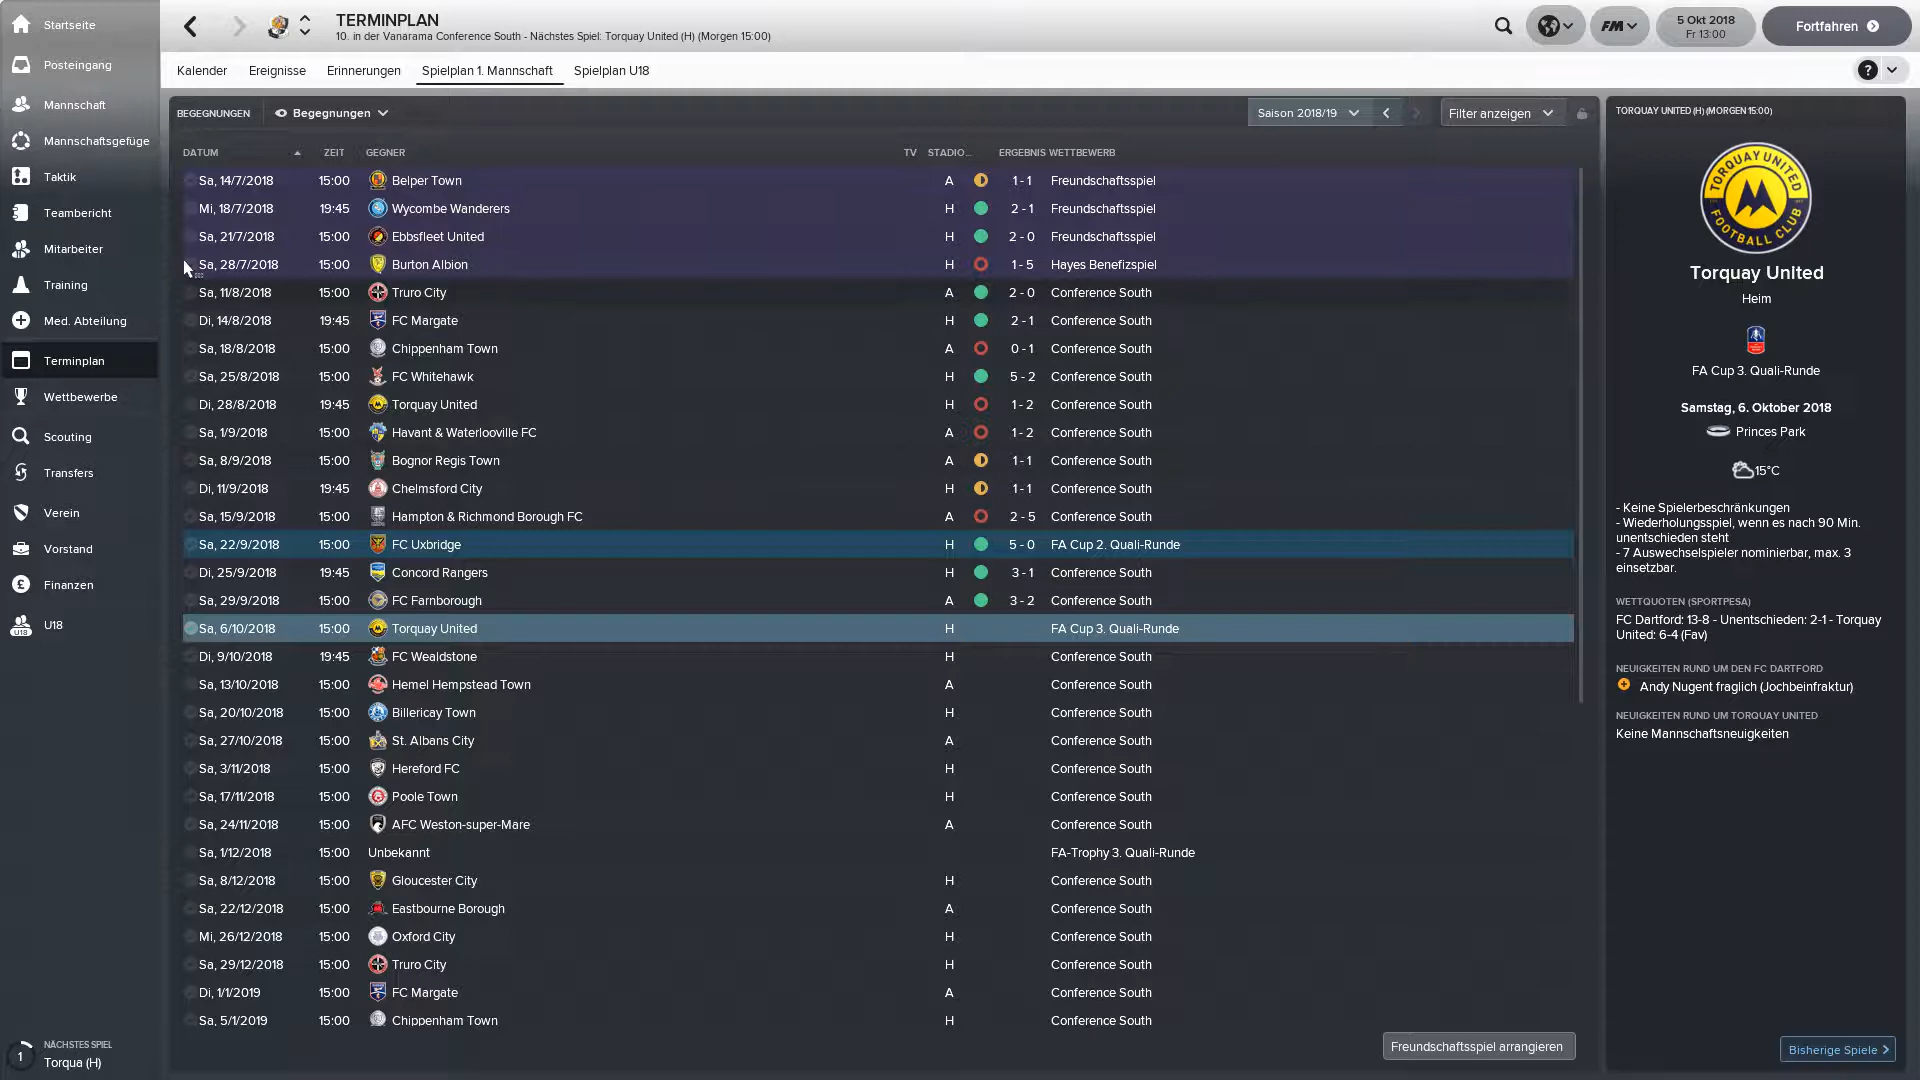 Startseite
Posteingang
Mannschaft
Mannschaftsgefüge
Taktik
Teambericht
Mitarbeiter
Training
Med. Abteilung
Terminplan
Wettbewerbe
Scouting
Transfers
Verein
Vorstand
Finanzen
U18
U18
1
NÄCHSTES SPIEL
Torqua (H)
TERMINPLAN
10. in der Vanarama Conference South - Nächstes Spiel: Torquay United (H) (Morgen 15:00)
FM
5 Okt 2018
Fr 13:00
Fortfahren
Kalender Ereignisse Erinnerungen Spielplan 1. Mannschaft Spielplan U18
?
BEGEGNUNGEN Begegnungen Saison 2018/19 Filter anzeigen
DATUM ZEIT GEGNER TV STADIO... ERGEBNIS WETTBEWERB
Sa, 14/7/2018 15:00 Belper Town A 1 - 1 Freundschaftsspiel
Mi, 18/7/2018 19:45 Wycombe Wanderers H 2 - 1 Freundschaftsspiel
Sa, 21/7/2018 15:00 Ebbsfleet United H 2 - 0 Freundschaftsspiel
Sa, 28/7/2018 15:00 Burton Albion H 1 - 5 Hayes Benefizspiel
Sa, 11/8/2018 15:00 Truro City A 2 - 0 Conference South
Di, 14/8/2018 19:45 FC Margate H 2 - 1 Conference South
Sa, 18/8/2018 15:00 Chippenham Town A 0 - 1 Conference South
Sa, 25/8/2018 15:00 FC Whitehawk H 5 - 2 Conference South
Di, 28/8/2018 19:45 Torquay United H 1 - 2 Conference South
Sa, 1/9/2018 15:00 Havant & Waterlooville FC A 1 - 2 Conference South
Sa, 8/9/2018 15:00 Bognor Regis Town A 1 - 1 Conference South
Di, 11/9/2018 19:45 Chelmsford City H 1 - 1 Conference South
Sa, 15/9/2018 15:00 Hampton & Richmond Borough FC A 2 - 5 Conference South
Sa, 22/9/2018 15:00 FC Uxbridge H 5 - 0 FA Cup 2. Quali-Runde
Di, 25/9/2018 19:45 Concord Rangers H 3 - 1 Conference South
Sa, 29/9/2018 15:00 FC Farnborough A 3 - 2 Conference South
Sa, 6/10/2018 15:00 Torquay United H FA Cup 3. Quali-Runde
Di, 9/10/2018 19:45 FC Wealdstone H Conference South
Sa, 13/10/2018 15:00 Hemel Hempstead Town A Conference South
Sa, 20/10/2018 15:00 Billericay Town H Conference South
Sa, 27/10/2018 15:00 St. Albans City A Conference South
Sa, 3/11/2018 15:00 Hereford FC H Conference South
Sa, 17/11/2018 15:00 Poole Town H Conference South
Sa, 24/11/2018 15:00 AFC Weston-super-Mare A Conference South
Sa, 1/12/2018 15:00 Unbekannt FA-Trophy 3. Quali-Runde
Sa, 8/12/2018 15:00 Gloucester City H Conference South
Sa, 22/12/2018 15:00 Eastbourne Borough A Conference South
Mi, 26/12/2018 15:00 Oxford City H Conference South
Sa, 29/12/2018 15:00 Truro City H Conference South
Di, 1/1/2019 15:00 FC Margate A Conference South
Sa, 5/1/2019 15:00 Chippenham Town H Conference South
Freundschaftsspiel arrangieren
TORQUAY UNITED (H) (MORGEN 15:00)
TORQUAY UNITED
FOOTBALL CLUB
Torquay United
Heim
FA Cup 3. Quali-Runde
Samstag, 6. Oktober 2018
Princes Park
15°C
- Keine Spielerbeschränkungen
- Wiederholungsspiel, wenn es nach 90 Min.
unentschieden steht
- 7 Auswechselspieler nominierbar, max. 3
einsetzbar.
WETTQUOTEN (SPORTPESA)
FC Dartford: 13-8 - Unentschieden: 2-1 - Torquay
United: 6-4 (Fav)
NEUIGKEITEN RUND UM DEN FC DARTFORD
Andy Nugent fraglich (Jochbeinfraktur)
NEUIGKEITEN RUND UM TORQUAY UNITED
Keine Mannschaftsneuigkeiten
Bisherige Spiele